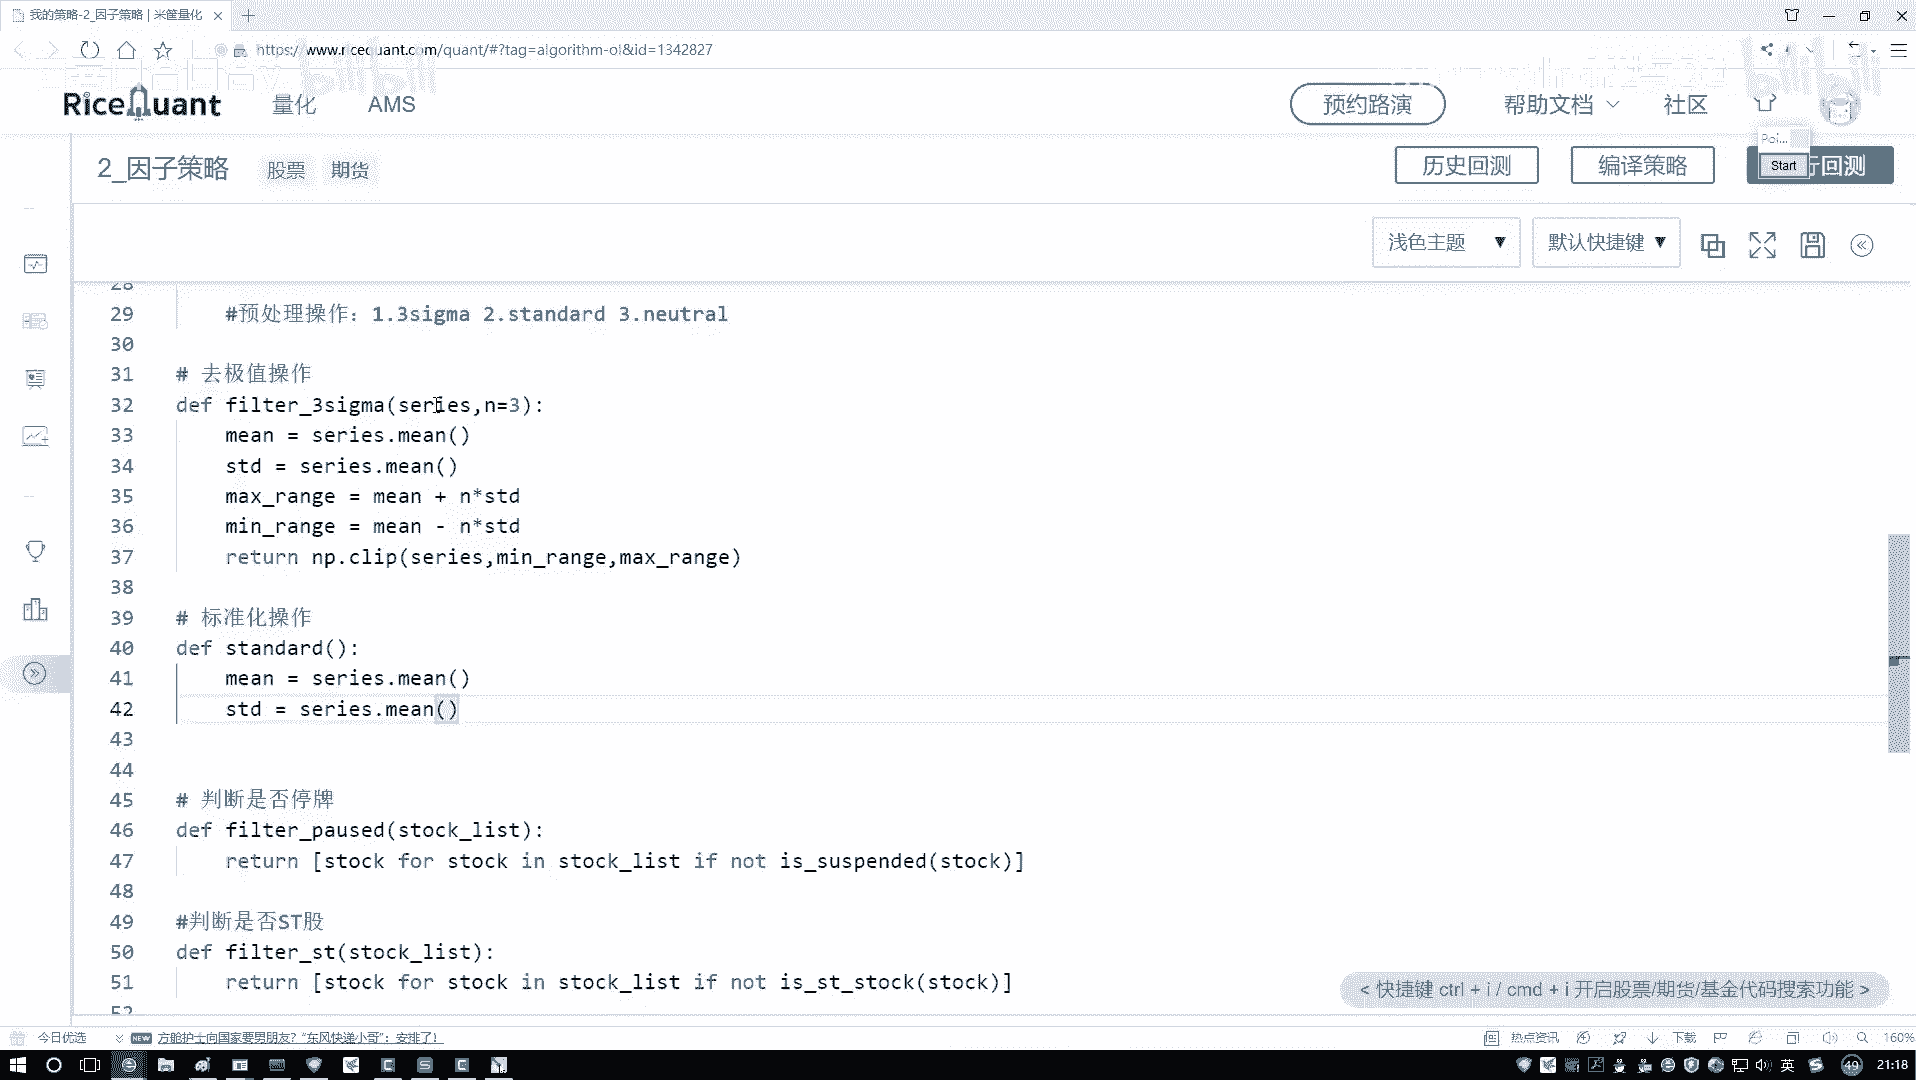 我的策略-2_因子策略 | 米筐量化
https://www.ricequant.com/quant/#?tag=algorithm-ol&id=1342827
bilibili
bilibili
RiceQuant 量化 AMS 预约路演 帮助文档 社区
Poi...
2_因子策略 股票 期货 历史回测 编译策略 Start 行回测
浅色主题 ▼ 默认快捷键 ▼
28
29 #预处理操作：1.3sigma 2.standard 3.neutral
30
31 # 去极值操作
32 def filter_3sigma(series,n=3):
33 mean = series.mean()
34 std = series.mean()
35 max_range = mean + n*std
36 min_range = mean - n*std
37 return np.clip(series,min_range,max_range)
38
39 # 标准化操作
40 def standard():
41 mean = series.mean()
42 std = series.mean()
43
44
45 # 判断是否停牌
46 def filter_paused(stock_list):
47 return [stock for stock in stock_list if not is_suspended(stock)]
48
49 #判断是否ST股
50 def filter_st(stock_list):
51 return [stock for stock in stock_list if not is_st_stock(stock)]
52
< 快捷键 ctrl + i / cmd + i 开启股票/期货/基金代码搜索功能 >
今日优选 NEW 方舱护士向国家要男朋友？“东风快递小哥”：安排了！ 热点资讯 下载 160%
英 49 21:18